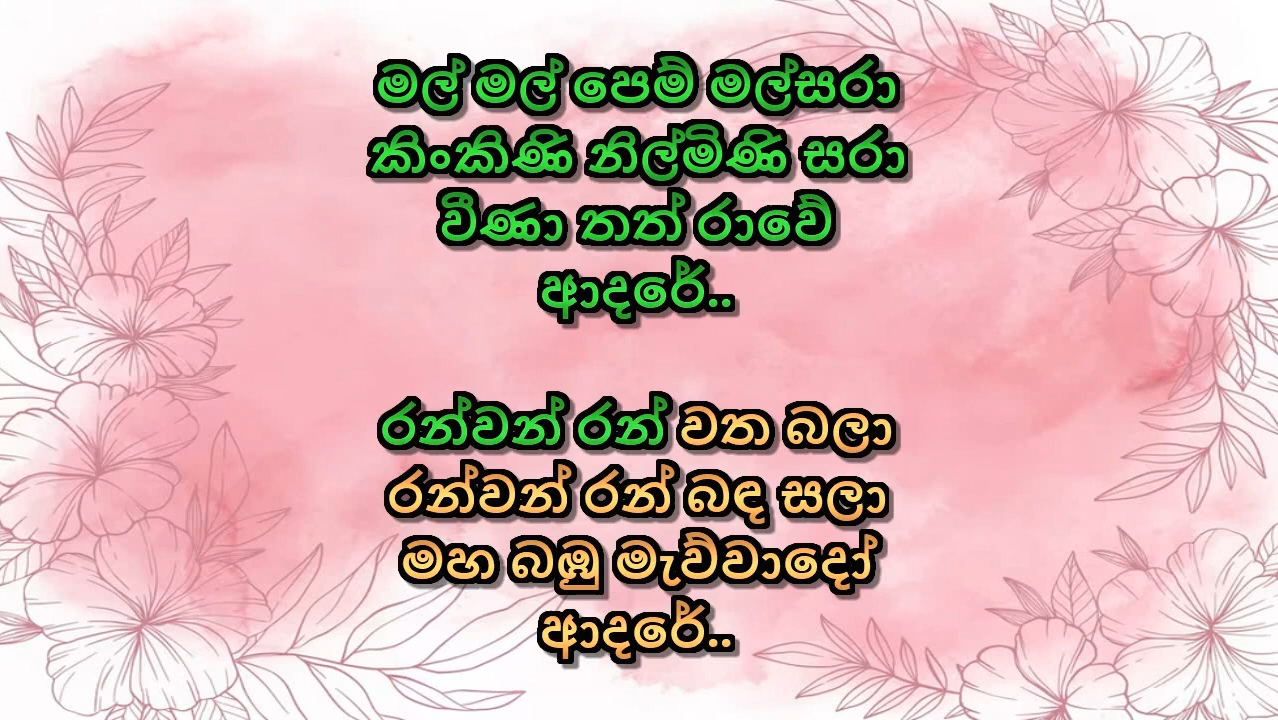 මල් මල් පෙම් මල්සරා
කිංකිණි නිල්මිණි සරා
වීණා තත් රාවේ
ආදරේ..
රන්වන් රන් වත බලා
රන්වන් රන් බඳ සලා
මහ බඹු මැව්වාදෝ
ආදරේ..